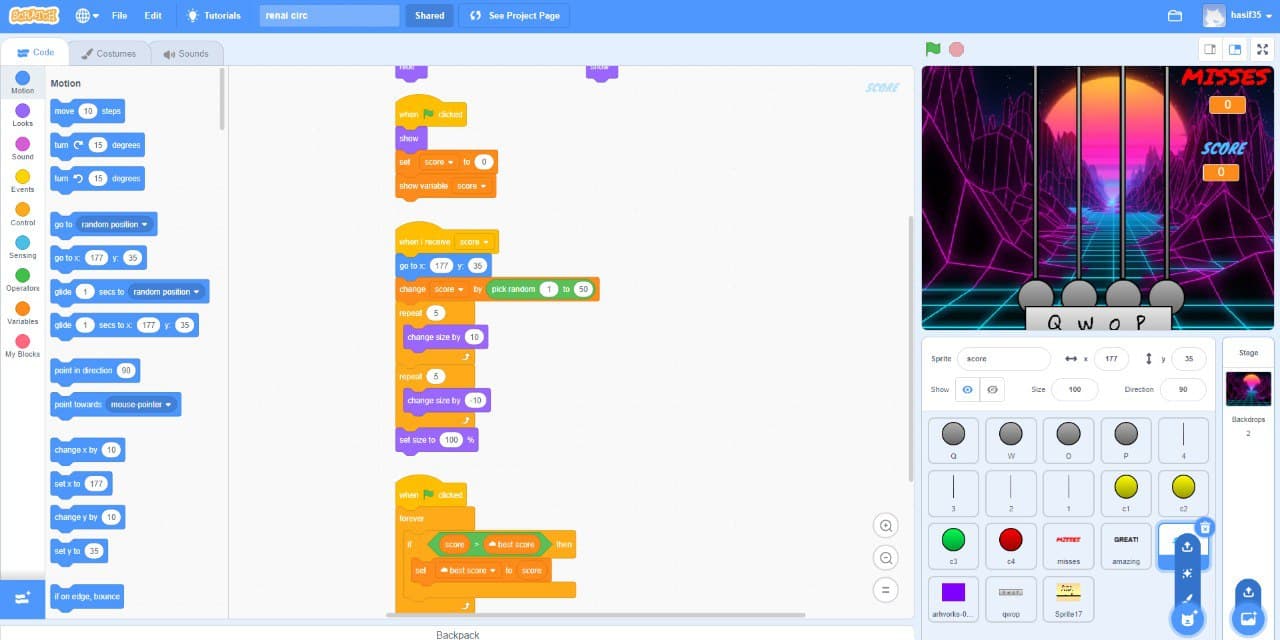 SCRATCH File Edit Tutorials renal circ Shared See Project Page hasif35
Code Costumes Sounds
Motion
Looks
Sound
Events
Control
Sensing
Operators
Variables
My Blocks
Motion
move 10 steps
turn 15 degrees
turn 15 degrees
go to random position
go to x: 177 y: 35
glide 1 secs to random position
glide 1 secs to x: 177 y: 35
point in direction 90
point towards mouse-pointer
change x by 10
set x to 177
change y by 10
set y to 35
if on edge, bounce
hide
show
SCORE
when clicked
show
set score to 0
show variable score
when I receive score
go to x: 177 y: 35
change score by pick random 1 to 50
repeat 5
change size by 10
repeat 5
change size by -10
set size to 100 %
when clicked
forever
if score > best score then
set best score to score
Backpack
MISSES
0
SCORE
0
Q W O P
Sprite score x 177 y 35
Show Size 100 Direction 90
Q W O P 4
3 2 1 c1 c2
MISSES GREAT!
c3 c4 misses amazing
arhworks-0... qwop Sprite17
Stage
Backdrops
2